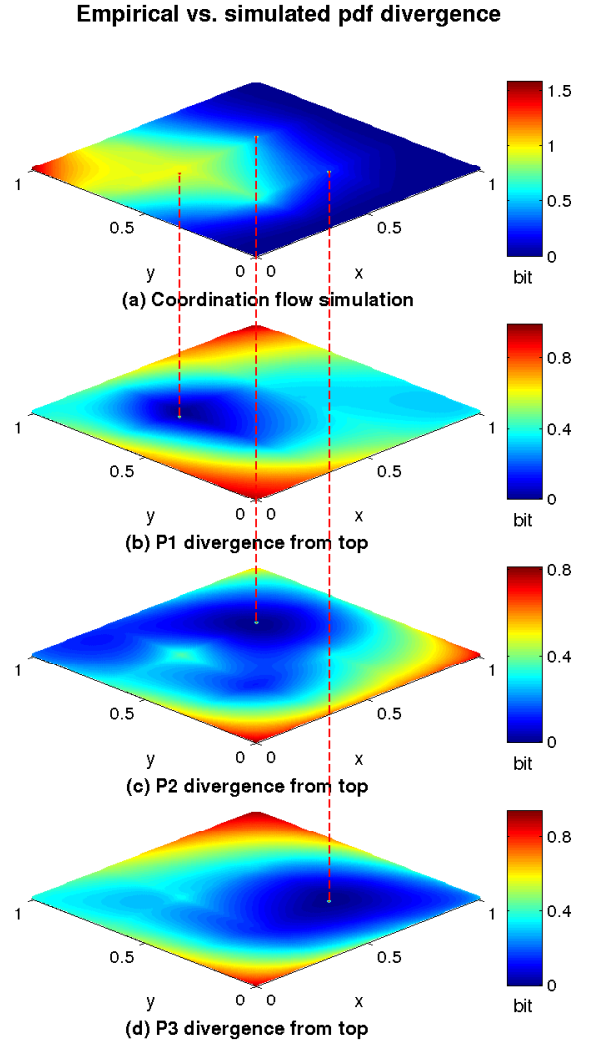 Empirical vs. simulated pdf divergence
1.5
1
0.5
0
bit
1
0.5
0
0
0.5
1
y
x
(a) Coordination flow simulation
0.8
0.4
0
bit
1
0.5
0
0
0.5
1
y
x
(b) P1 divergence from top
0.8
0.4
0
bit
1
0.5
0
0
0.5
1
y
x
(c) P2 divergence from top
0.8
0.4
0
bit
1
0.5
0
0
0.5
1
y
x
(d) P3 divergence from top